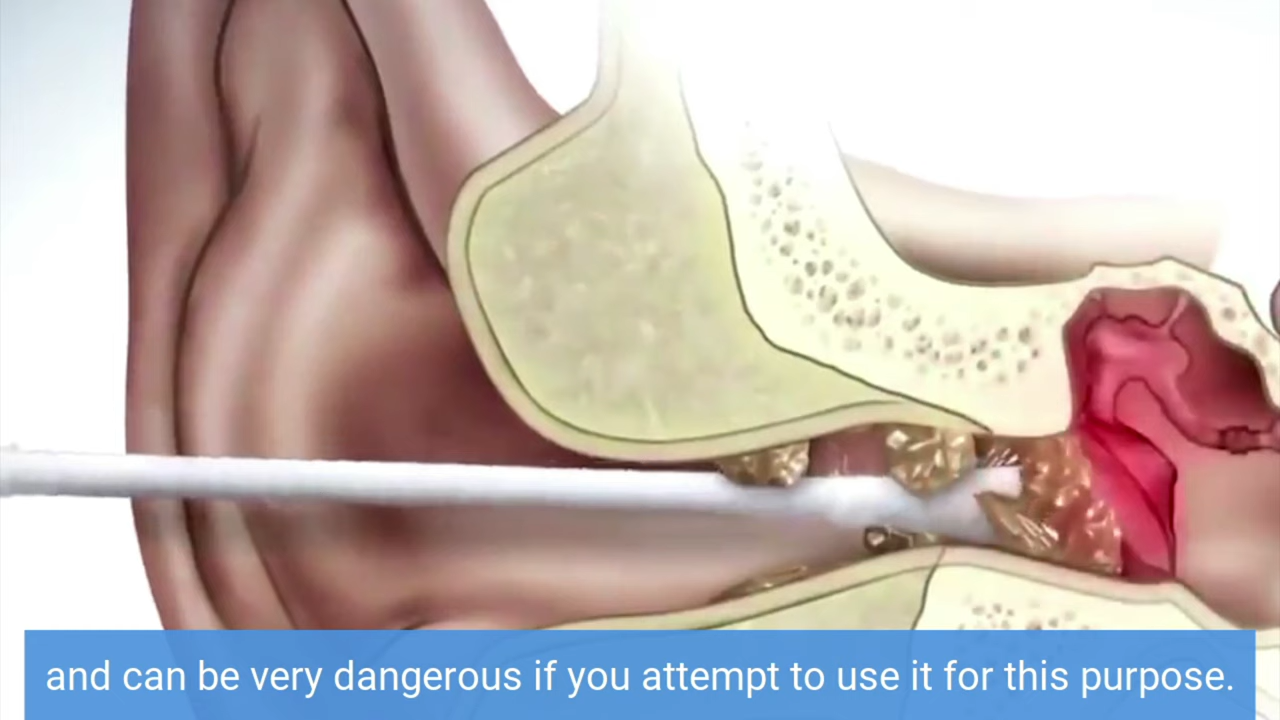 and can be very dangerous if you attempt to use it for this purpose.